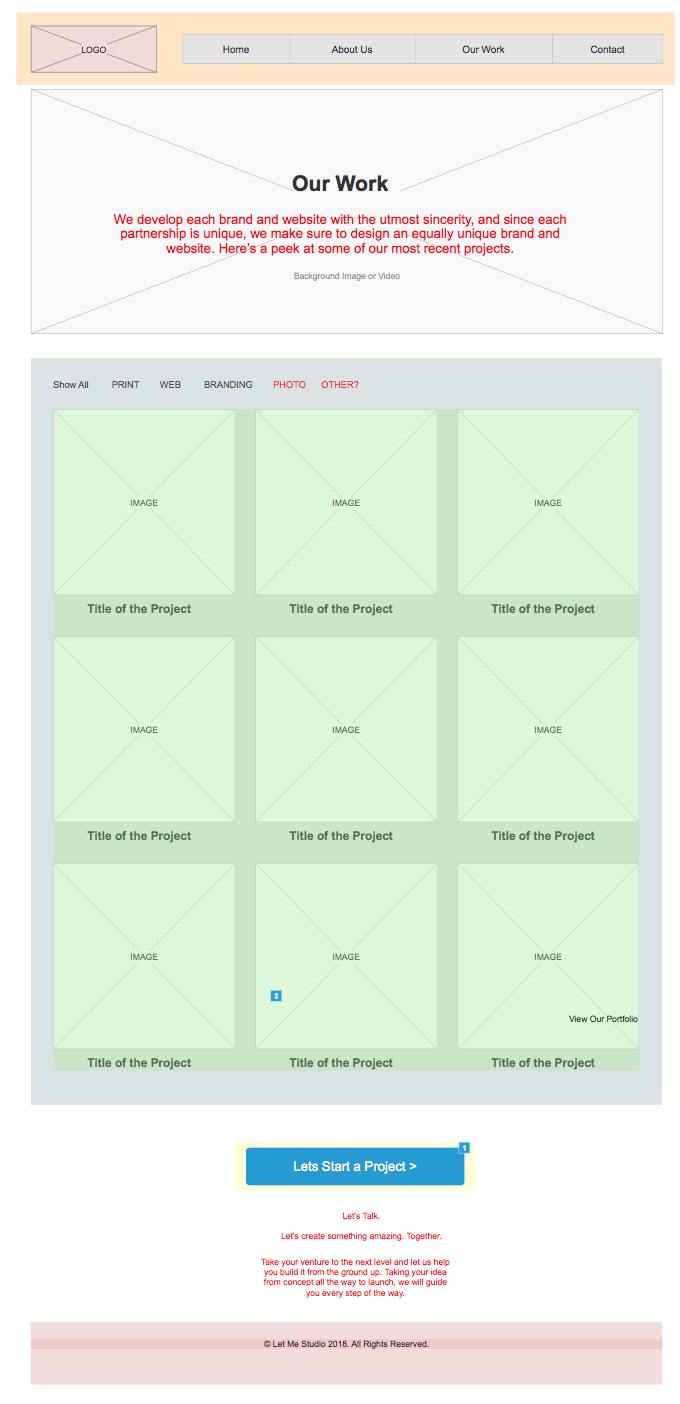 LOGO
Home
About Us
Our Work
Contact
Our Work
We develop each brand and website with the utmost sincerity, and since each
partnership is unique, we make sure to design an equally unique brand and
website. Here's a peek at some of our most recent projects.
Background Image or Video
Show All
PRINT
WEB
BRANDING
PHOTO
OTHER?
IMAGE
IMAGE
IMAGE
Title of the Project
Title of the Project
Title of the Project
IMAGE
IMAGE
IMAGE
Title of the Project
Title of the Project
Title of the Project
IMAGE
IMAGE
IMAGE
2
View Our Portfolio
Title of the Project
Title of the Project
Title of the Project
1
Lets Start a Project >
Let's Talk.
Let's create something amazing. Together.
Take your venture to the next level and let us help
you build it from the ground up. Taking your idea
from concept all the way to launch, we will guide
you every step of the way.
© Let Me Studio 2018. All Rights Reserved.